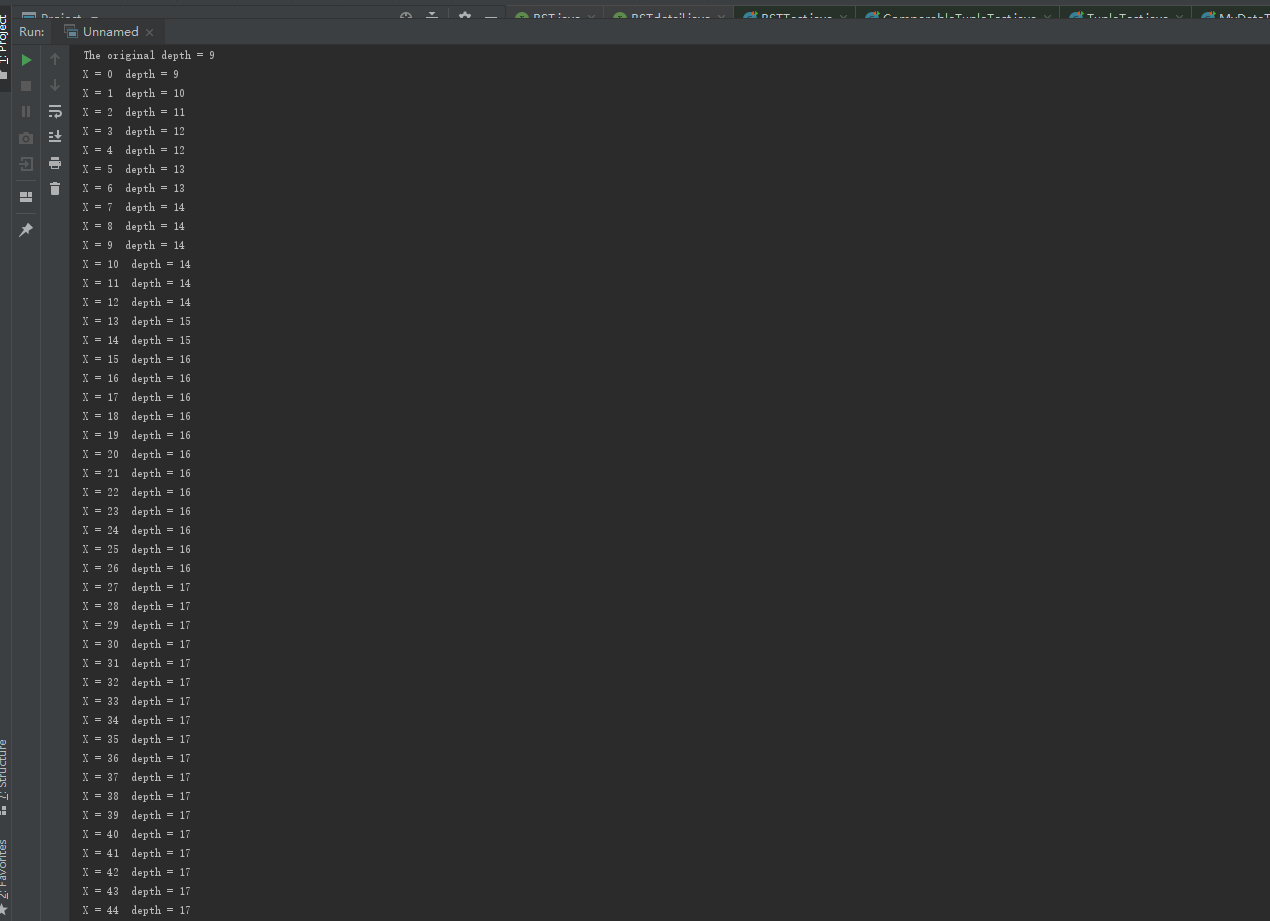 1: Project
Project
BST.java
BSTdetail.java
BSTTest.java
ComparableTupleTest.java
TupleTest.java
Run:
Unnamed
The original depth = 9
X = 0  depth = 9
X = 1  depth = 10
X = 2  depth = 11
X = 3  depth = 12
X = 4  depth = 12
X = 5  depth = 13
X = 6  depth = 13
X = 7  depth = 14
X = 8  depth = 14
X = 9  depth = 14
X = 10  depth = 14
X = 11  depth = 14
X = 12  depth = 14
X = 13  depth = 15
X = 14  depth = 15
X = 15  depth = 16
X = 16  depth = 16
X = 17  depth = 16
X = 18  depth = 16
X = 19  depth = 16
X = 20  depth = 16
X = 21  depth = 16
X = 22  depth = 16
X = 23  depth = 16
X = 24  depth = 16
X = 25  depth = 16
X = 26  depth = 16
X = 27  depth = 17
X = 28  depth = 17
X = 29  depth = 17
X = 30  depth = 17
X = 31  depth = 17
X = 32  depth = 17
X = 33  depth = 17
X = 34  depth = 17
X = 35  depth = 17
X = 36  depth = 17
X = 37  depth = 17
X = 38  depth = 17
X = 39  depth = 17
X = 40  depth = 17
X = 41  depth = 17
X = 42  depth = 17
X = 43  depth = 17
X = 44  depth = 17
7: Structure
2: Favorites